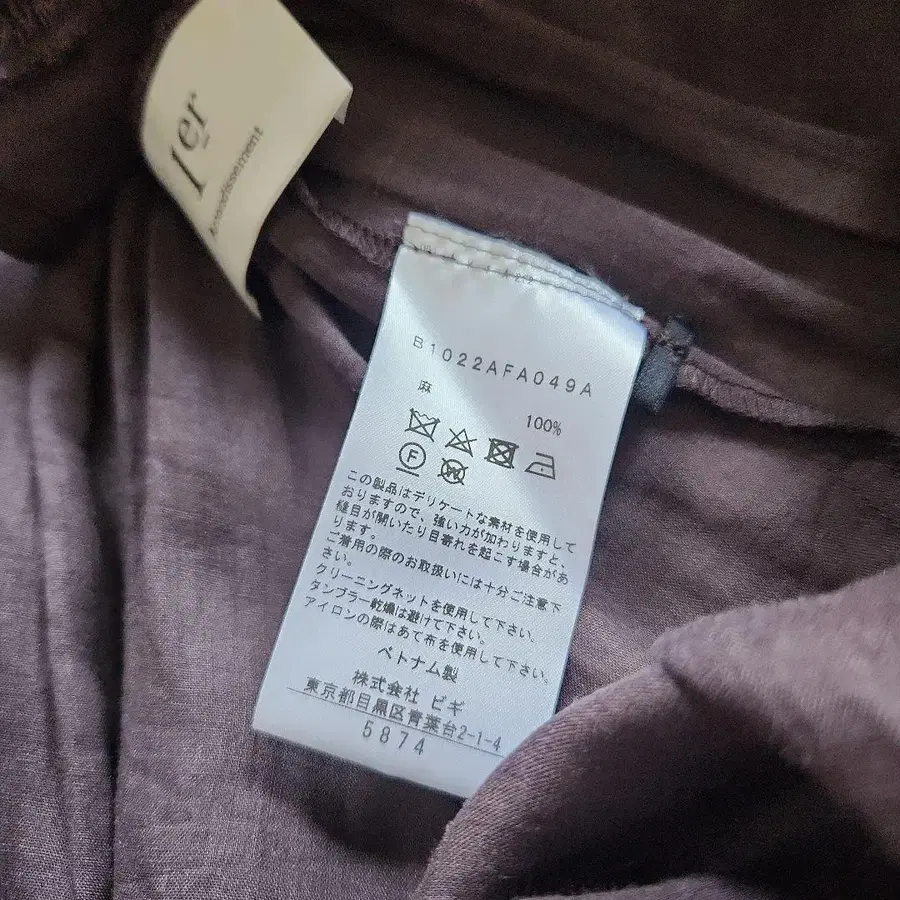 1er
Arrondissement
B1022AFA049A
麻
100%
F
W
この製品はデリケートな素材を使用して
おりますので、強い力が加わりますと、
縫目が開いたり目寄れを起こす場合があ
ります。
ご着用の際のお取扱いには十分ご注意下
さい。
クリーニングネットを使用して下さい。
タンブラー乾燥は避けて下さい。
アイロンの際はあて布を使用して下さい。
ベトナム製
株式会社 ビギ
東京都目黒区青葉台2-1-4
5874